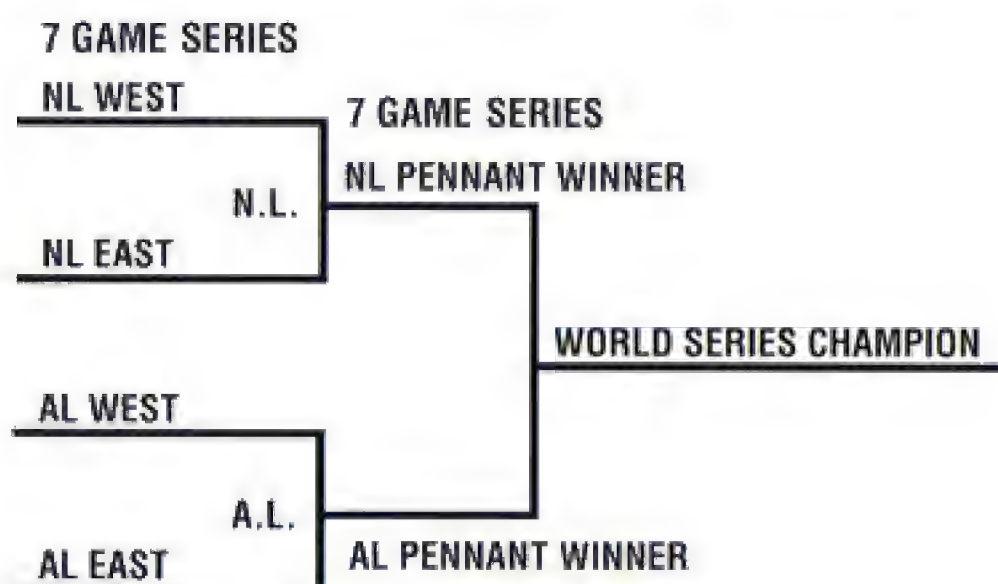 7 GAME SERIES
NL WEST
7 GAME SERIES
NL PENNANT WINNER
N.L.
NL EAST
WORLD SERIES CHAMPION
AL WEST
A.L.
AL PENNANT WINNER
AL EAST